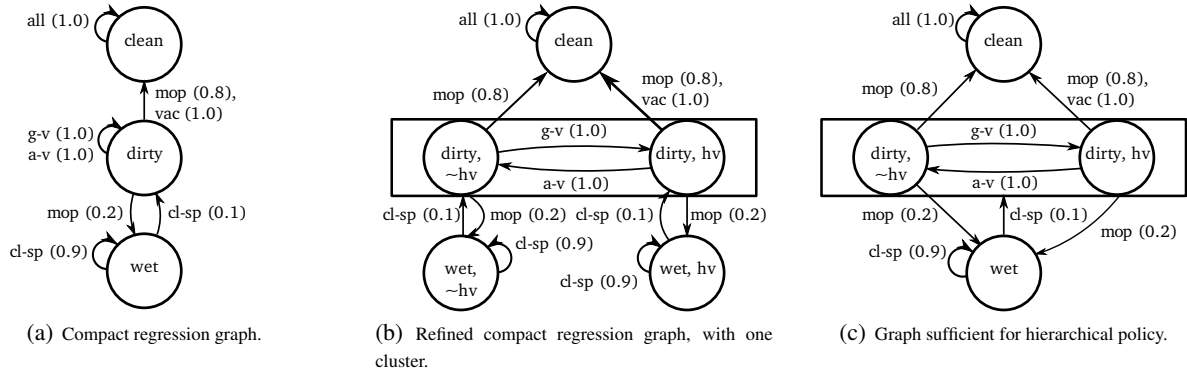 all (1.0)
clean
mop (0.8),
vac (1.0)
g-v (1.0)
a-v (1.0)
dirty
mop (0.2)
cl-sp (0.1)
cl-sp (0.9)
wet
(a) Compact regression graph.
all (1.0)
clean
mop (0.8)
mop (0.8),
vac (1.0)
g-v (1.0)
dirty,
~hv
dirty, hv
a-v (1.0)
cl-sp (0.1)
mop (0.2)
cl-sp (0.1)
mop (0.2)
cl-sp (0.9)
wet,
~hv
wet, hv
cl-sp (0.9)
(b) Refined compact regression graph, with one
cluster.
all (1.0)
clean
mop (0.8)
mop (0.8),
vac (1.0)
g-v (1.0)
dirty,
~hv
dirty, hv
a-v (1.0)
mop (0.2)
cl-sp (0.1)
mop (0.2)
cl-sp (0.9)
wet
(c) Graph sufficient for hierarchical policy.